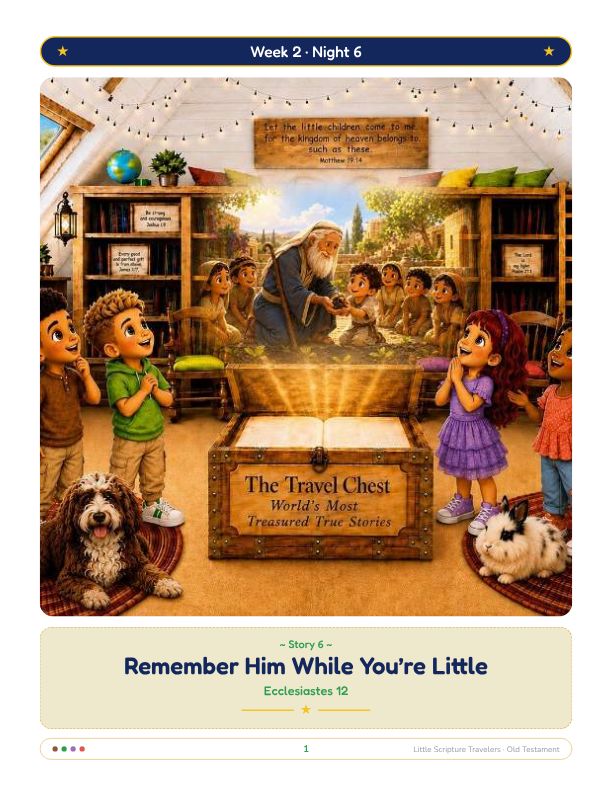 Week 2 · Night 6
Let the little children come to me,
for the kingdom of heaven belongs to
such as these.
Matthew 19:14
Be strong
and courageous
Joshua 1:9
Every good
and perfect gift
is from above.
James 1:17
The Lord
is
my light
Psalm 27:1
The Travel Chest
World's Most
Treasured True Stories
~ Story 6 ~
Remember Him While You're Little
Ecclesiastes 12
1
Little Scripture Travelers · Old Testament